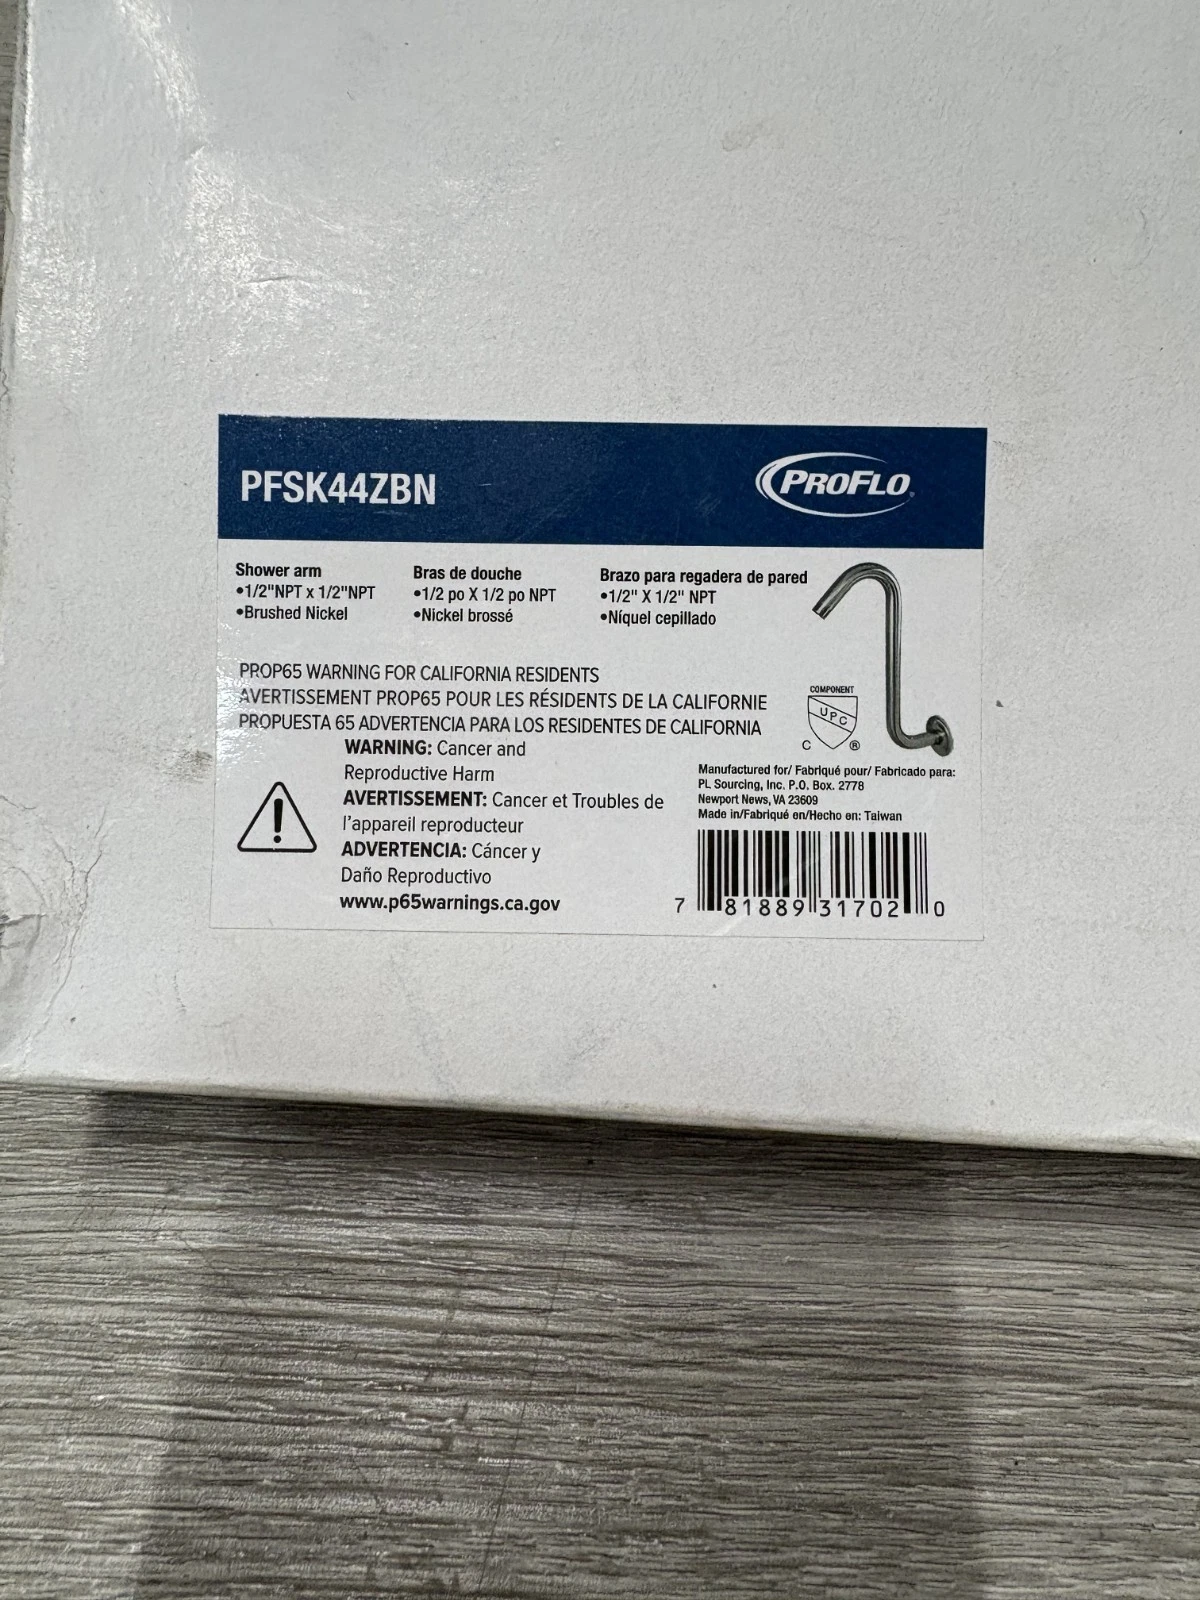 PFSK44ZBN
PROFLO
Shower arm
•1/2"NPT x 1/2"NPT
•Brushed Nickel
Bras de douche
•1/2 po X 1/2 po NPT
•Nickel brossé
Brazo para regadera de pared
•1/2" X 1/2" NPT
•Níquel cepillado
PROP65 WARNING FOR CALIFORNIA RESIDENTS
AVERTISSEMENT PROP65 POUR LES RÉSIDENTS DE LA CALIFORNIE
PROPUESTA 65 ADVERTENCIA PARA LOS RESIDENTES DE CALIFORNIA
WARNING: Cancer and
Reproductive Harm
AVERTISSEMENT: Cancer et Troubles de
l'appareil reproducteur
ADVERTENCIA: Cáncer y
Daño Reproductivo
www.p65warnings.ca.gov
COMPONENT
UPC
C ®
Manufactured for/ Fabriqué pour/ Fabricado para:
PL Sourcing, Inc. P.O. Box. 2778
Newport News, VA 23609
Made in/Fabriqué en/Hecho en: Taiwan
7 81889 31702 0